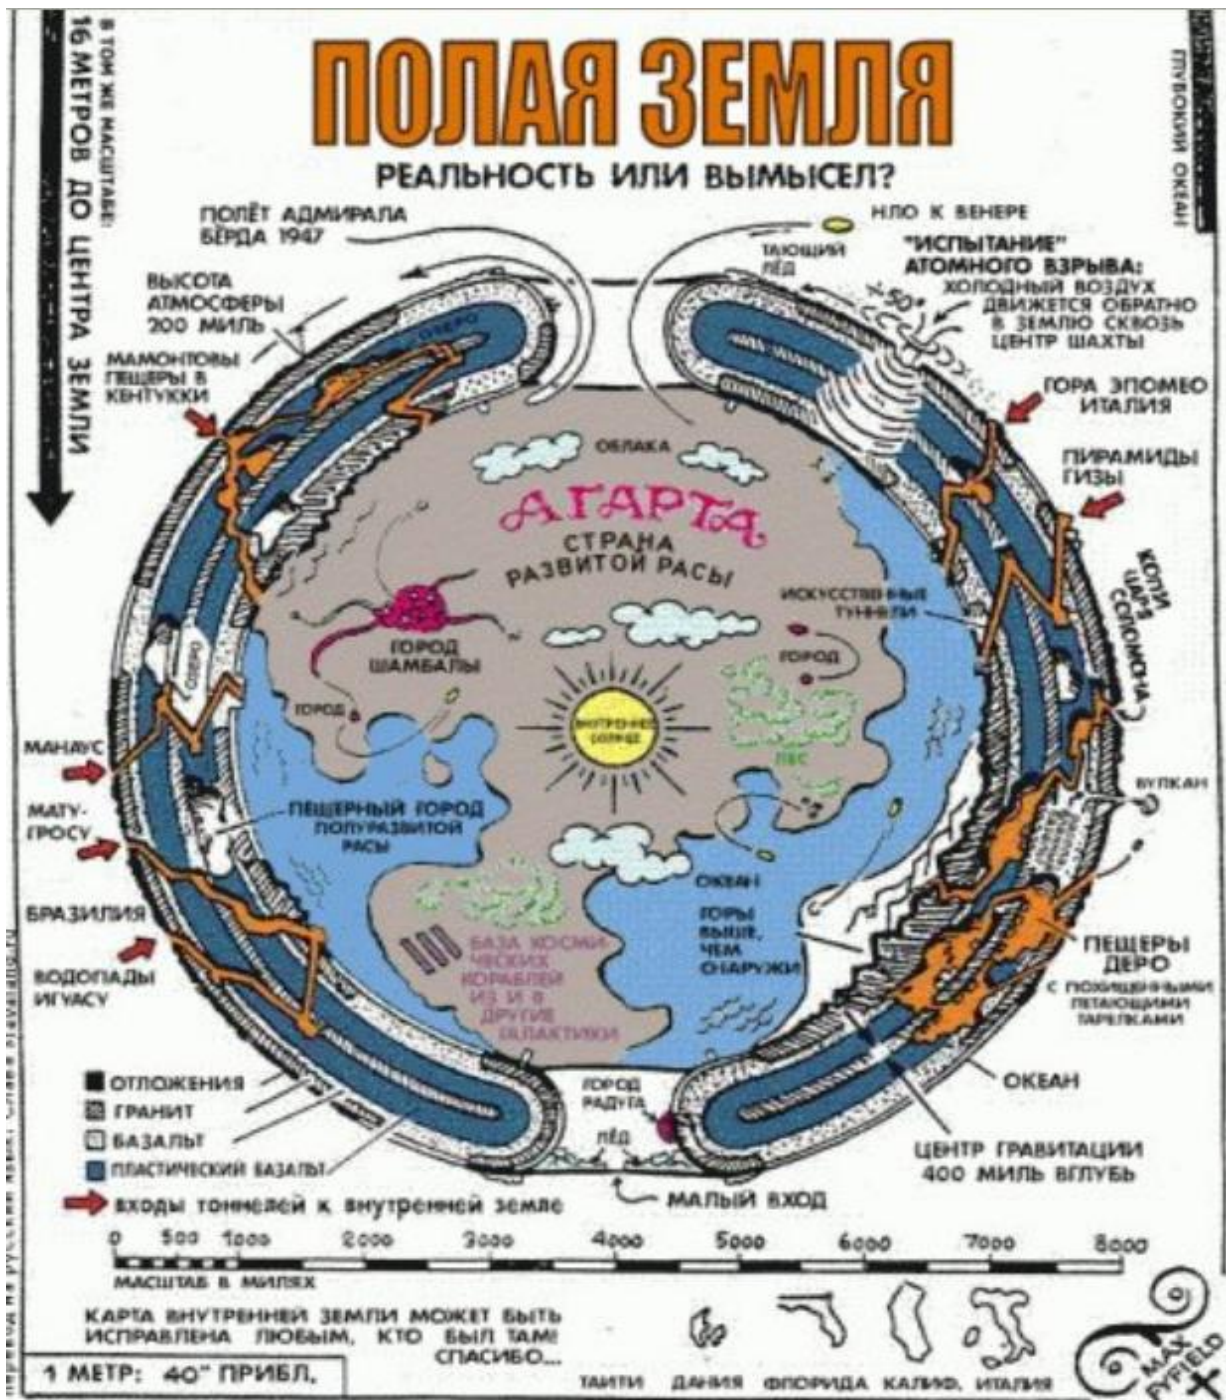 ПОЛАЯ ЗЕМЛЯ
РЕАЛЬНОСТЬ ИЛИ ВЫМЫСЕЛ?
В ТОМ ЖЕ МАСШТАБЕ:
16 МЕТРОВ ДО ЦЕНТРА ЗЕМЛИ
ГЛУБОКИЙ ОКЕАН
ПОЛЁТ АДМИРАЛА
БЁРДА 1947
НЛО К ВЕНЕРЕ
ТАЮЩИЙ
ЛЁД
"ИСПЫТАНИЕ"
АТОМНОГО ВЗРЫВА:
ХОЛОДНЫЙ ВОЗДУХ
ДВИЖЕТСЯ ОБРАТНО
В ЗЕМЛЮ СКВОЗЬ
ЦЕНТР ШАХТЫ
-50°
ВЫСОТА
АТМОСФЕРЫ
200 МИЛЬ
ОЗЕРО
МАМОНТОВЫ
ПЕЩЕРЫ В
КЕНТУККИ
ГОРА ЭПОМЕО
ИТАЛИЯ
ПИРАМИДЫ
ГИЗЫ
ОБЛАКА
АГАРТА
СТРАНА
РАЗВИТОЙ РАСЫ
КОПИ
ЦАРЯ
СОЛОМОНА
ИСКУССТВЕННЫЕ
ТУННЕЛИ
ГОРОД
ШАМБАЛЫ
ГОРОД
ОЗЕРО
ГОРОД
ВНУТРЕННЕЕ
СОЛНЦЕ
ЛЕС
МАНАУС
МАТУ-
ГРОСУ
ВУЛКАН
ПЕЩЕРНЫЙ ГОРОД
ПОЛУРАЗВИТОЙ
РАСЫ
ОКЕАН
БРАЗИЛИЯ
ГОРЫ
ВЫШЕ,
ЧЕМ
СНАРУЖИ
БАЗА КОСМИ-
ЧЕСКИХ
КОРАБЛЕЙ
ИЗ И В
ДРУГИЕ
ГАЛАКТИКИ
ПЕЩЕРЫ
ДЕРО
С ПОХИЩЕННЫМИ
ЛЕТАЮЩИМИ
ТАРЕЛКАМИ
ВОДОПАДЫ
ИГУАСУ
ОТЛОЖЕНИЯ
ГРАНИТ
БАЗАЛЬТ
ПЛАСТИЧЕСКИЙ БАЗАЛЬТ
ГОРОД
РАДУГА
ЛЁД
ОКЕАН
ЦЕНТР ГРАВИТАЦИИ
400 МИЛЬ ВГЛУБЬ
МАЛЫЙ ВХОД
ВХОДЫ ТОННЕЛЕЙ К ВНУТРЕННЕЙ ЗЕМЛЕ
0 500 1000 2000 3000 4000 5000 6000 7000 8000
МАСШТАБ В МИЛЯХ
КАРТА ВНУТРЕННЕЙ ЗЕМЛИ МОЖЕТ БЫТЬ
ИСПРАВЛЕНА ЛЮБЫМ, КТО БЫЛ ТАМ!
СПАСИБО...
1 МЕТР: 40" ПРИБЛ.
ТАИТИ ДАНИЯ ФЛОРИДА КАЛИФ. ИТАЛИЯ
MAX
FYFIELD